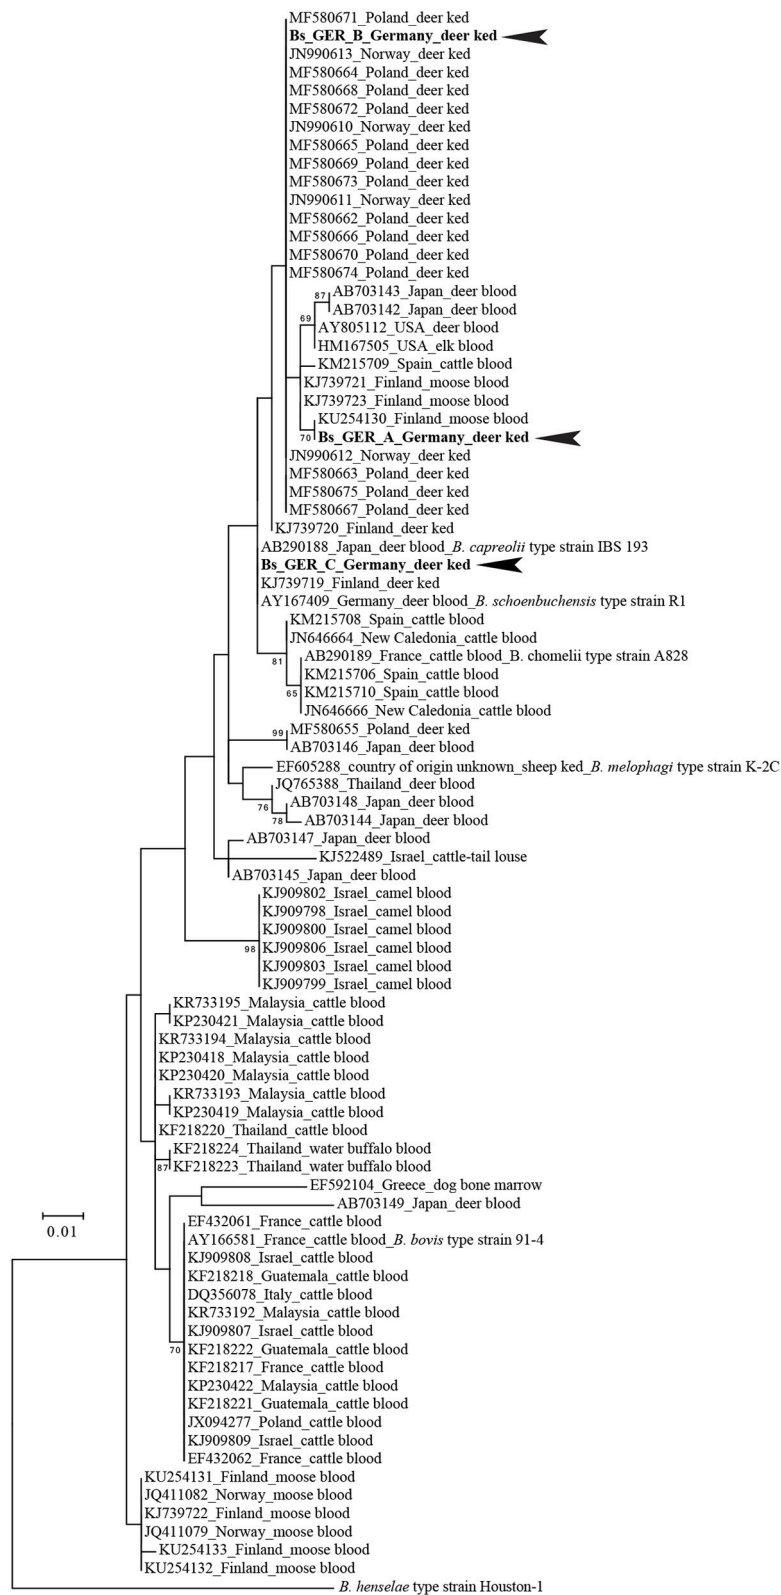 MF580671_Poland_deer ked
Bs_GER_B_Germany_deer ked
JN990613_Norway_deer ked
MF580664_Poland_deer ked
MF580668_Poland_deer ked
MF580672_Poland_deer ked
JN990610_Norway_deer ked
MF580665_Poland_deer ked
MF580669_Poland_deer ked
MF580673_Poland_deer ked
JN990611_Norway_deer ked
MF580662_Poland_deer ked
MF580666_Poland_deer ked
MF580670_Poland_deer ked
MF580674_Poland_deer ked
87
AB703143_Japan_deer blood
AB703142_Japan_deer blood
69
AY805112_USA_deer blood
HM167505_USA_elk blood
KM215709_Spain_cattle blood
KJ739721_Finland_moose blood
KJ739723_Finland_moose blood
KU254130_Finland_moose blood
70
Bs_GER_A_Germany_deer ked
JN990612_Norway_deer ked
MF580663_Poland_deer ked
MF580675_Poland_deer ked
MF580667_Poland_deer ked
KJ739720_Finland_deer ked
AB290188_Japan_deer blood_B. capreolii type strain IBS 193
Bs_GER_C_Germany_deer ked
KJ739719_Finland_deer ked
AY167409_Germany_deer blood_B. schoenbuchensis type strain R1
KM215708_Spain_cattle blood
JN646664_New Caledonia_cattle blood
81
AB290189_France_cattle blood_B. chomelii type strain A828
KM215706_Spain_cattle blood
65
KM215710_Spain_cattle blood
JN646666_New Caledonia_cattle blood
99
MF580655_Poland_deer ked
AB703146_Japan_deer blood
EF605288_country of origin unknown_sheep ked_B. melophagi type strain K-2C
JQ765388_Thailand_deer blood
76
AB703148_Japan_deer blood
78
AB703144_Japan_deer blood
AB703147_Japan_deer blood
KJ522489_Israel_cattle-tail louse
AB703145_Japan_deer blood
KJ909802_Israel_camel blood
KJ909798_Israel_camel blood
KJ909800_Israel_camel blood
98
KJ909806_Israel_camel blood
KJ909803_Israel_camel blood
KJ909799_Israel_camel blood
KR733195_Malaysia_cattle blood
KP230421_Malaysia_cattle blood
KR733194_Malaysia_cattle blood
KP230418_Malaysia_cattle blood
KP230420_Malaysia_cattle blood
KR733193_Malaysia_cattle blood
KP230419_Malaysia_cattle blood
KF218220_Thailand_cattle blood
KF218224_Thailand_water buffalo blood
87
KF218223_Thailand_water buffalo blood
EF592104_Greece_dog bone marrow
AB703149_Japan_deer blood
0.01
EF432061_France_cattle blood
AY166581_France_cattle blood_B. bovis type strain 91-4
KJ909808_Israel_cattle blood
KF218218_Guatemala_cattle blood
DQ356078_Italy_cattle blood
KR733192_Malaysia_cattle blood
KJ909807_Israel_cattle blood
70
KF218222_Guatemala_cattle blood
KF218217_France_cattle blood
KP230422_Malaysia_cattle blood
KF218221_Guatemala_cattle blood
JX094277_Poland_cattle blood
KJ909809_Israel_cattle blood
EF432062_France_cattle blood
KU254131_Finland_moose blood
JQ411082_Norway_moose blood
KJ739722_Finland_moose blood
JQ411079_Norway_moose blood
KU254133_Finland_moose blood
KU254132_Finland_moose blood
B. henselae type strain Houston-1